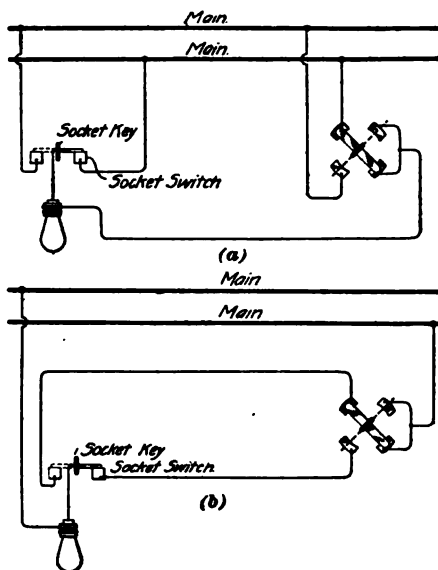 Main.
Main.
Socket Key
Socket Switch
(a)
Main
Main
Socket Key
Socket Switch
(b)